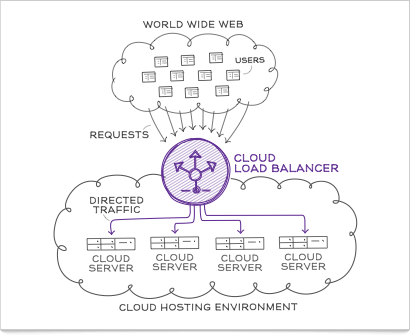 WORLD WIDE WEB
USERS
REQUESTS
CLOUD
LOAD BALANCER
DIRECTED
TRAFFIC
CLOUD
SERVER
CLOUD
SERVER
CLOUD
SERVER
CLOUD
SERVER
CLOUD HOSTING ENVIRONMENT